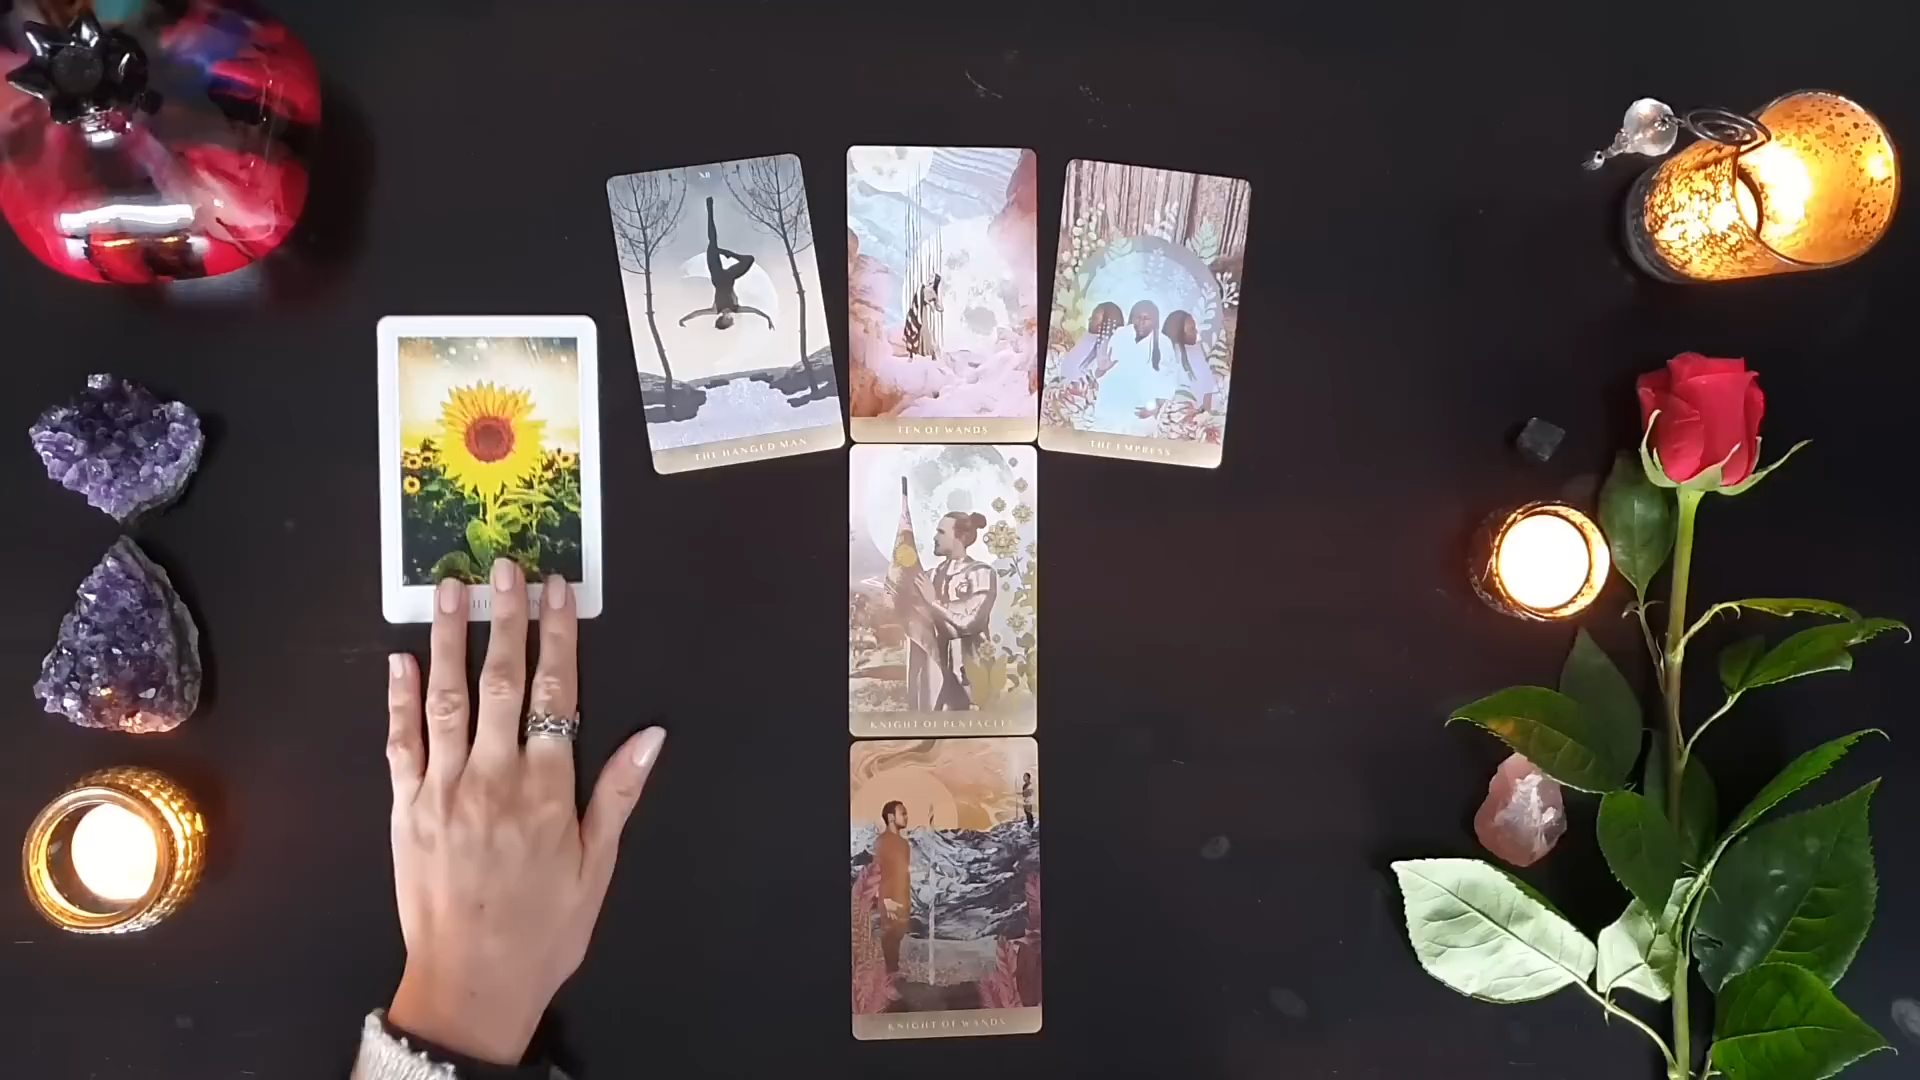 XII
THE HANGED MAN
TEN OF WANDS
THE EMPRESS
KNIGHT OF PENTACLES
KNIGHT OF WANDS